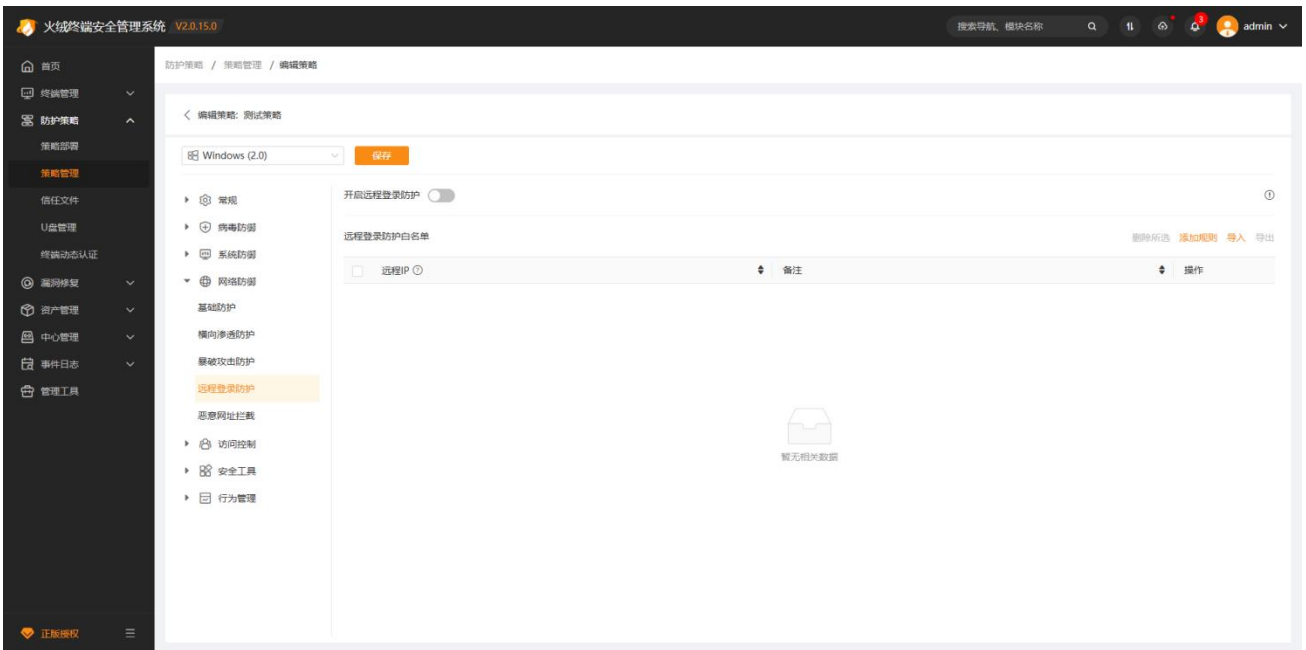 火绒终端安全管理系统 V2.0.15.0
搜索导航、模块名称
3
admin
首页
终端管理
防护策略
策略部署
策略管理
信任文件
U盘管理
终端动态认证
漏洞修复
资产管理
中心管理
事件日志
管理工具
正版授权
防护策略 / 策略管理 / 编辑策略
编辑策略: 测试策略
Windows (2.0)
保存
常规
病毒防御
系统防御
网络防御
基础防护
横向渗透防护
暴破攻击防护
远程登录防护
恶意网址拦截
访问控制
安全工具
行为管理
开启远程登录防护
远程登录防护白名单
删除所选 添加规则 导入 导出
远程IP 备注 操作
暂无相关数据